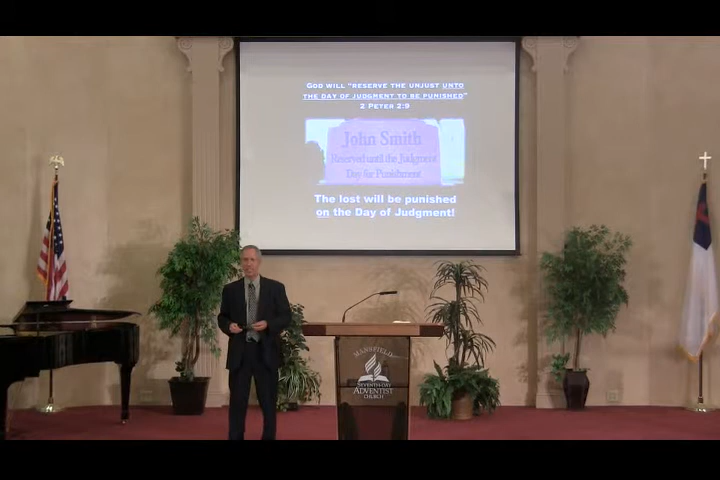 GOD WILL "RESERVE THE UNJUST UNTO
THE DAY OF JUDGMENT TO BE PUNISHED"
2 PETER 2:9
John Smith
Reserved until the Judgment
Day for Punishment
The lost will be punished
on the Day of Judgment!
MANSFIELD
SEVENTH-DAY
ADVENTIST
CHURCH